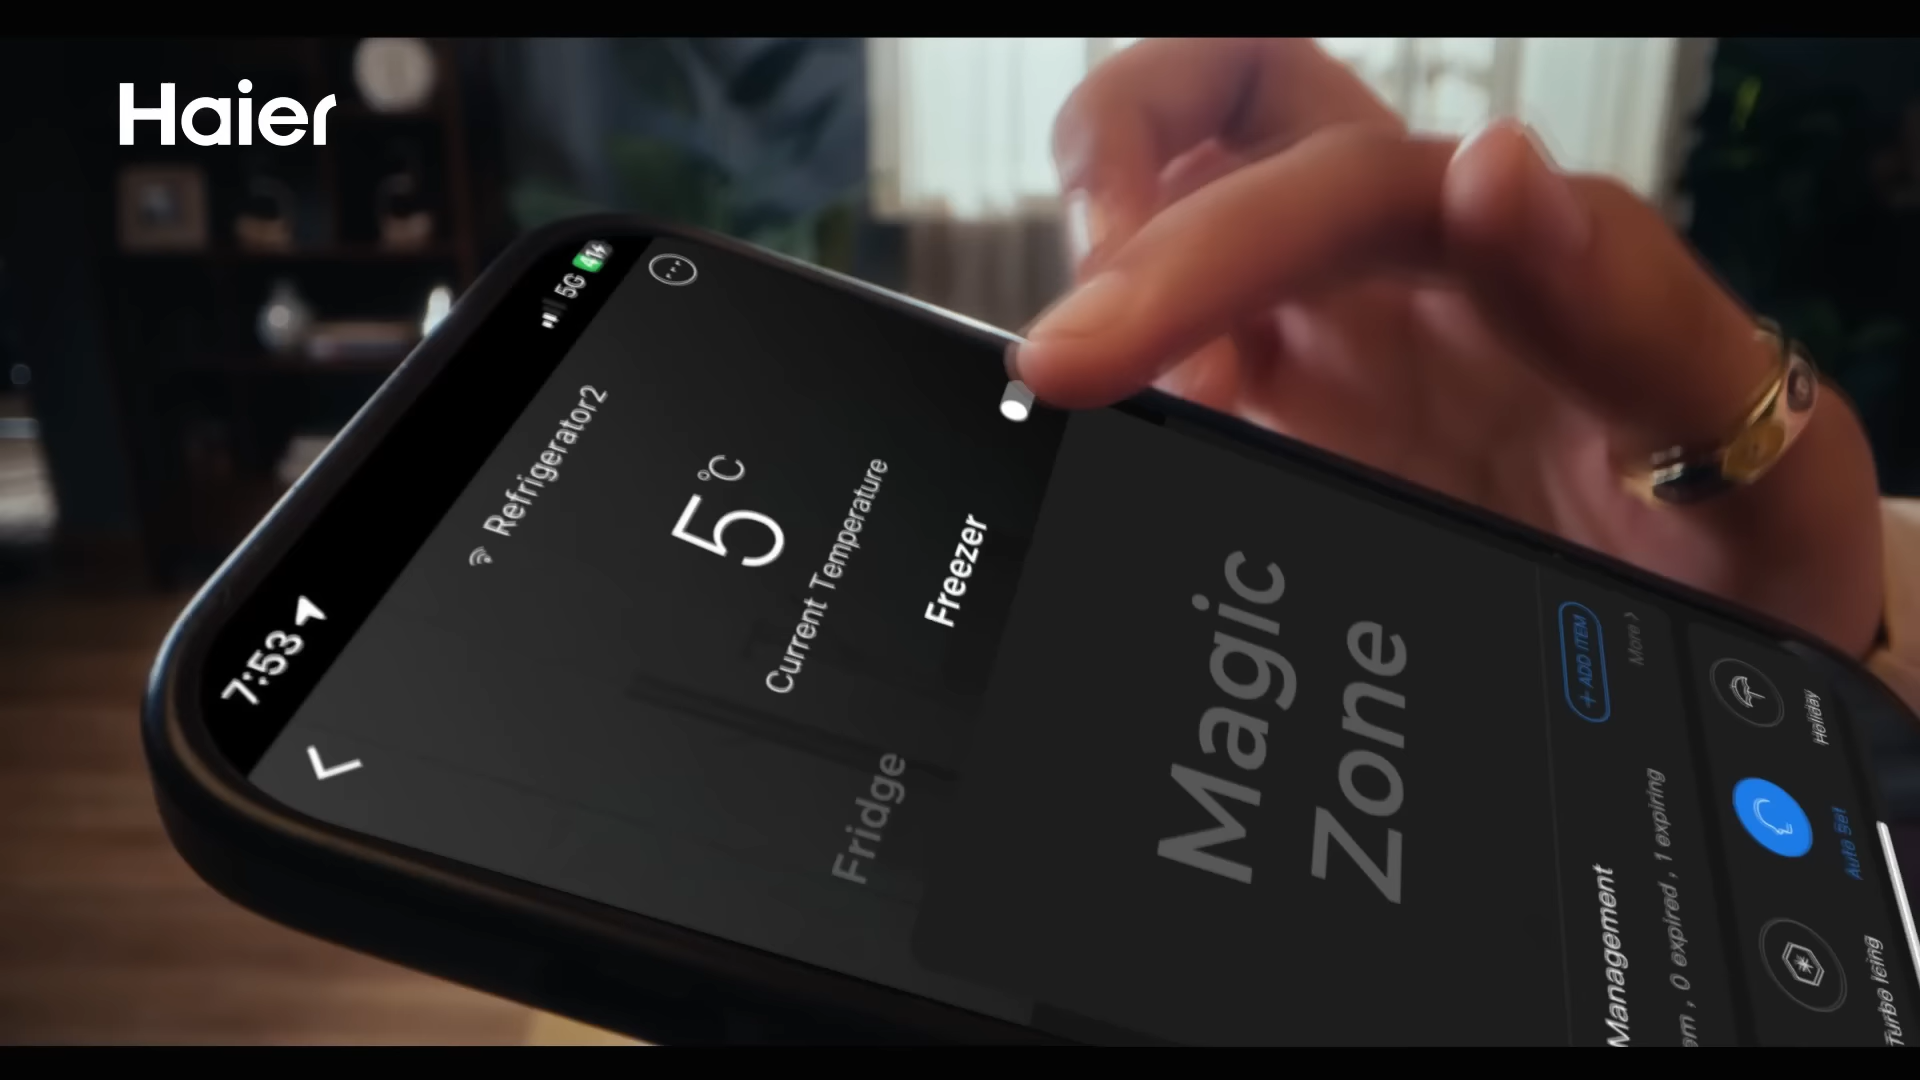 Haier
7:53
5G 41
Refrigerator2
5°C
Current Temperature
Fridge
Freezer
Magic
Zone
Management
+ ADD ITEM
, 0 expired , 1 expiring
More >
Turbo Icing
Auto Set
Holiday